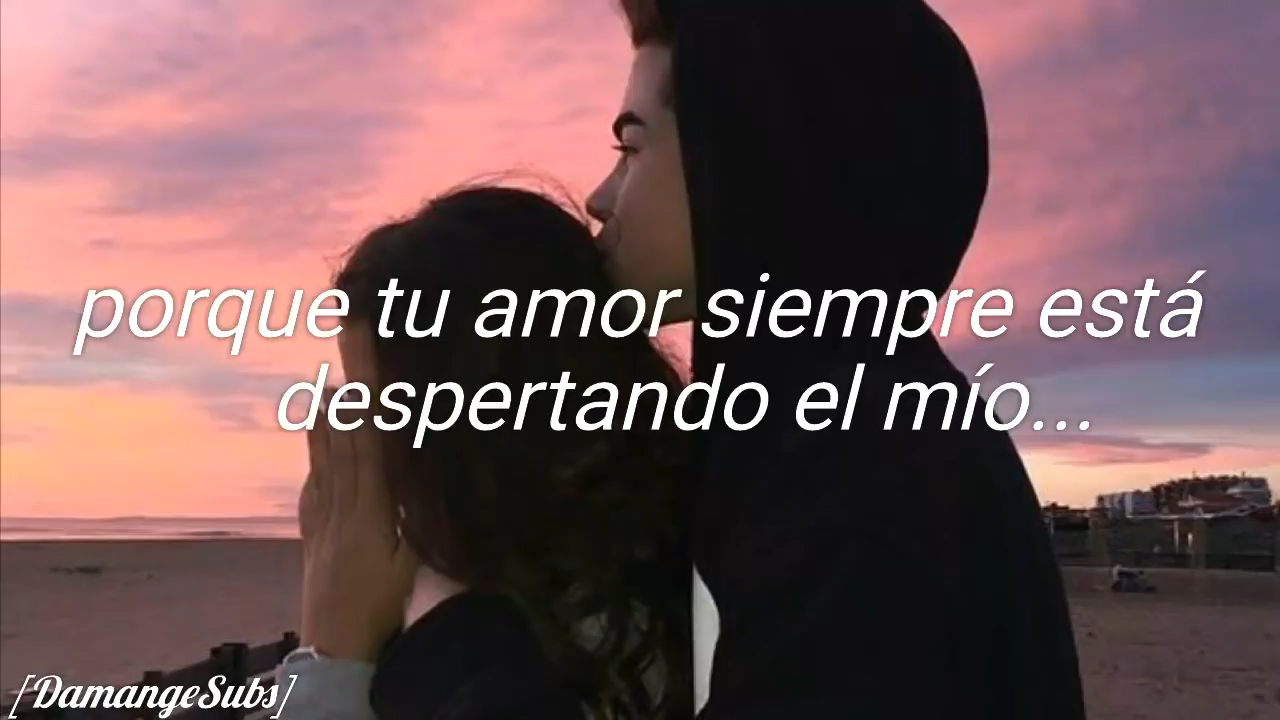 porque tu amor siempre está
despertando el mío...
[DamangeSubs]